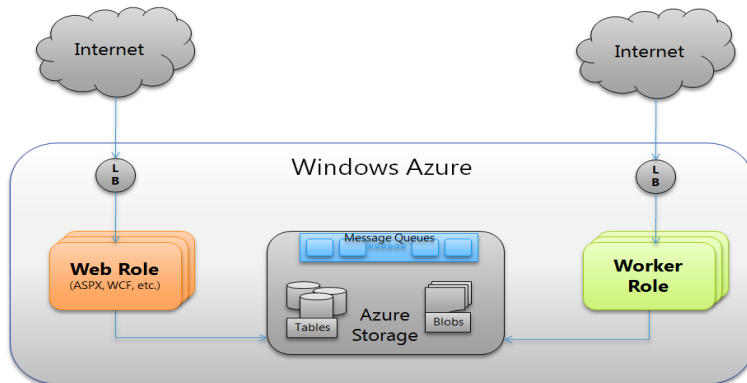 Internet
Internet
Windows Azure
L
B
L
B
Message Queues
Web Role
(ASPX, WCF, etc.)
Worker
Role
Tables
Azure
Storage
Blobs